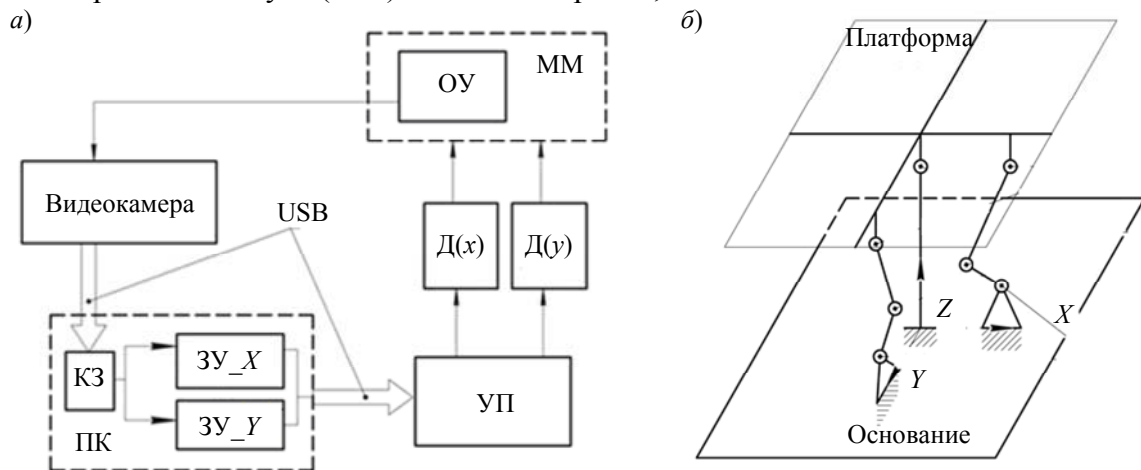 а)
б)
ОУ
ММ
Видеокамера
USB
Д(x)
Д(y)
КЗ
ЗУ_X
ЗУ_Y
ПК
УП
Платформа
Z
X
Y
Основание